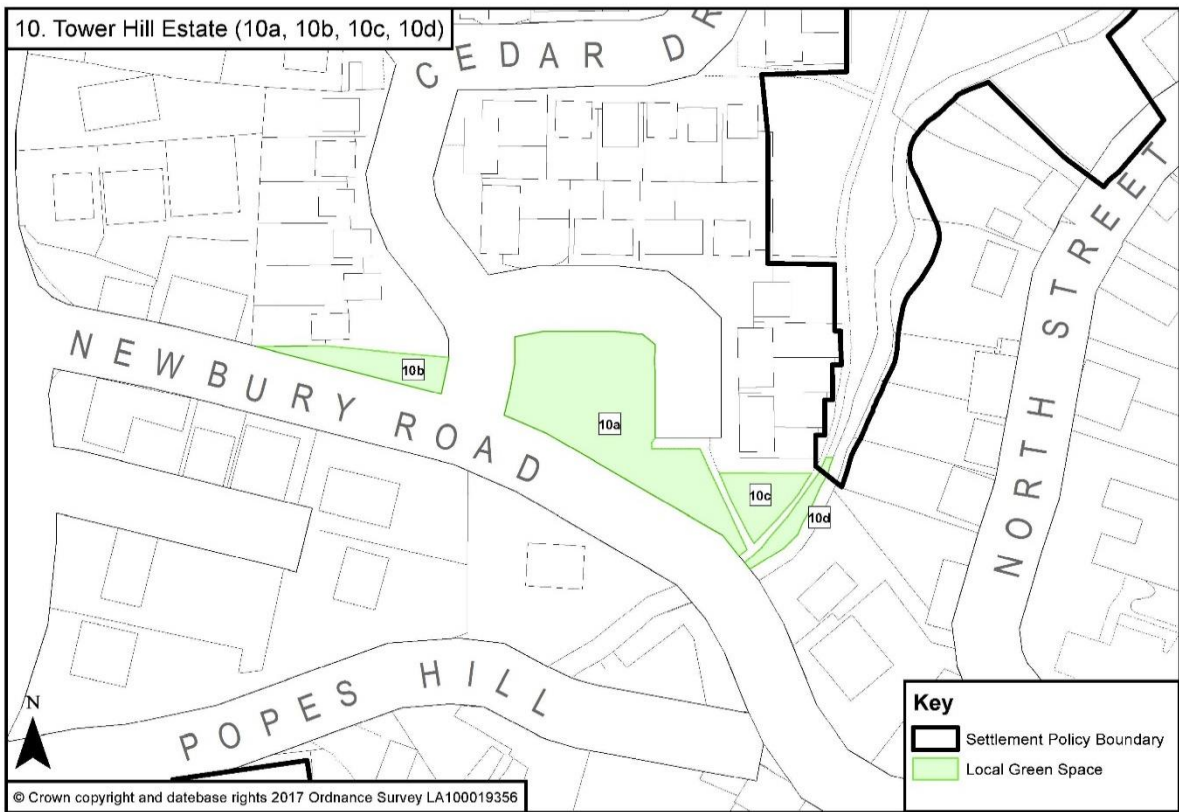 10. Tower Hill Estate (10a, 10b, 10c, 10d)
CEDAR DR
NORTH STREET
NEWBURY ROAD
10b
10a
10c
10d
POPES HILL
N
Key
Settlement Policy Boundary
Local Green Space
© Crown copyright and datebase rights 2017 Ordnance Survey LA100019356